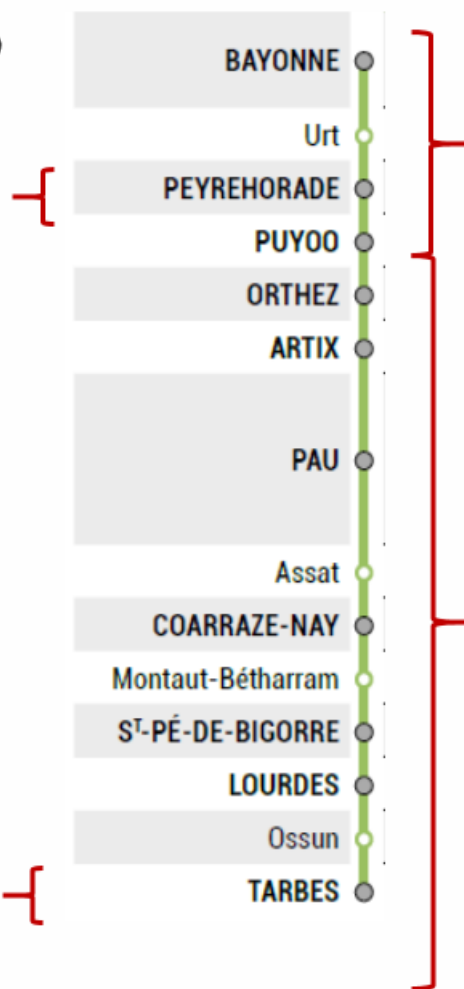 BAYONNE
Urt
PEYREHORADE
PUYOO
ORTHEZ
ARTIX
PAU
Assat
COARRAZE-NAY
Montaut-Bétharram
Sᵀ-PÉ-DE-BIGORRE
LOURDES
Ossun
TARBES